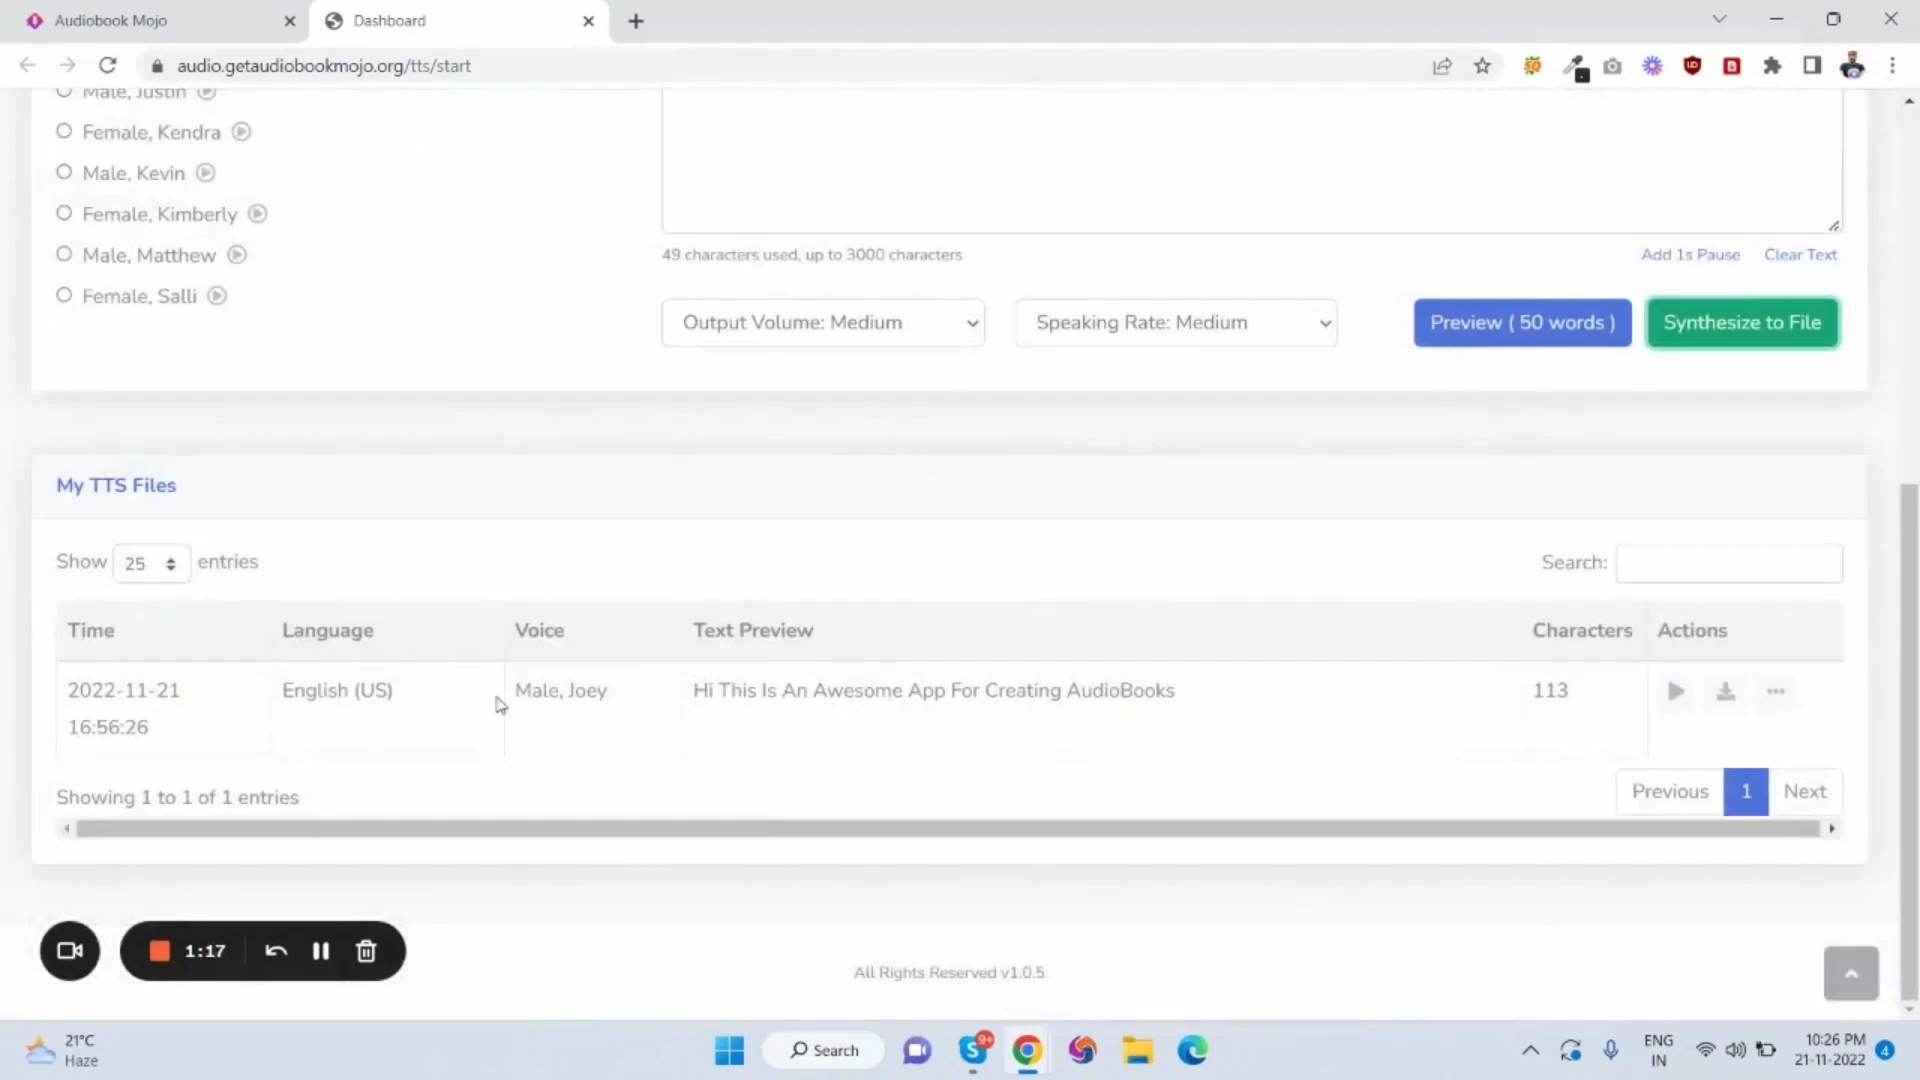 Audiobook Mojo
Dashboard
audio.getaudiobookmojo.org/tts/start
Male, Justin
Female, Kendra
Male, Kevin
Female, Kimberly
Male, Matthew
Female, Salli
49 characters used, up to 3000 characters
Add 1s Pause Clear Text
Output Volume: Medium Speaking Rate: Medium Preview ( 50 words ) Synthesize to File
My TTS Files
Show 25 entries Search:
Time Language Voice Text Preview Characters Actions
2022-11-21 English (US) Male, Joey Hi This Is An Awesome App For Creating AudioBooks 113
16:56:26
Previous 1 Next
Showing 1 to 1 of 1 entries
1:17
All Rights Reserved v1.0.5
21°C
Haze
Search
S 9+
ENG
IN
10:26 PM
21-11-2022
4